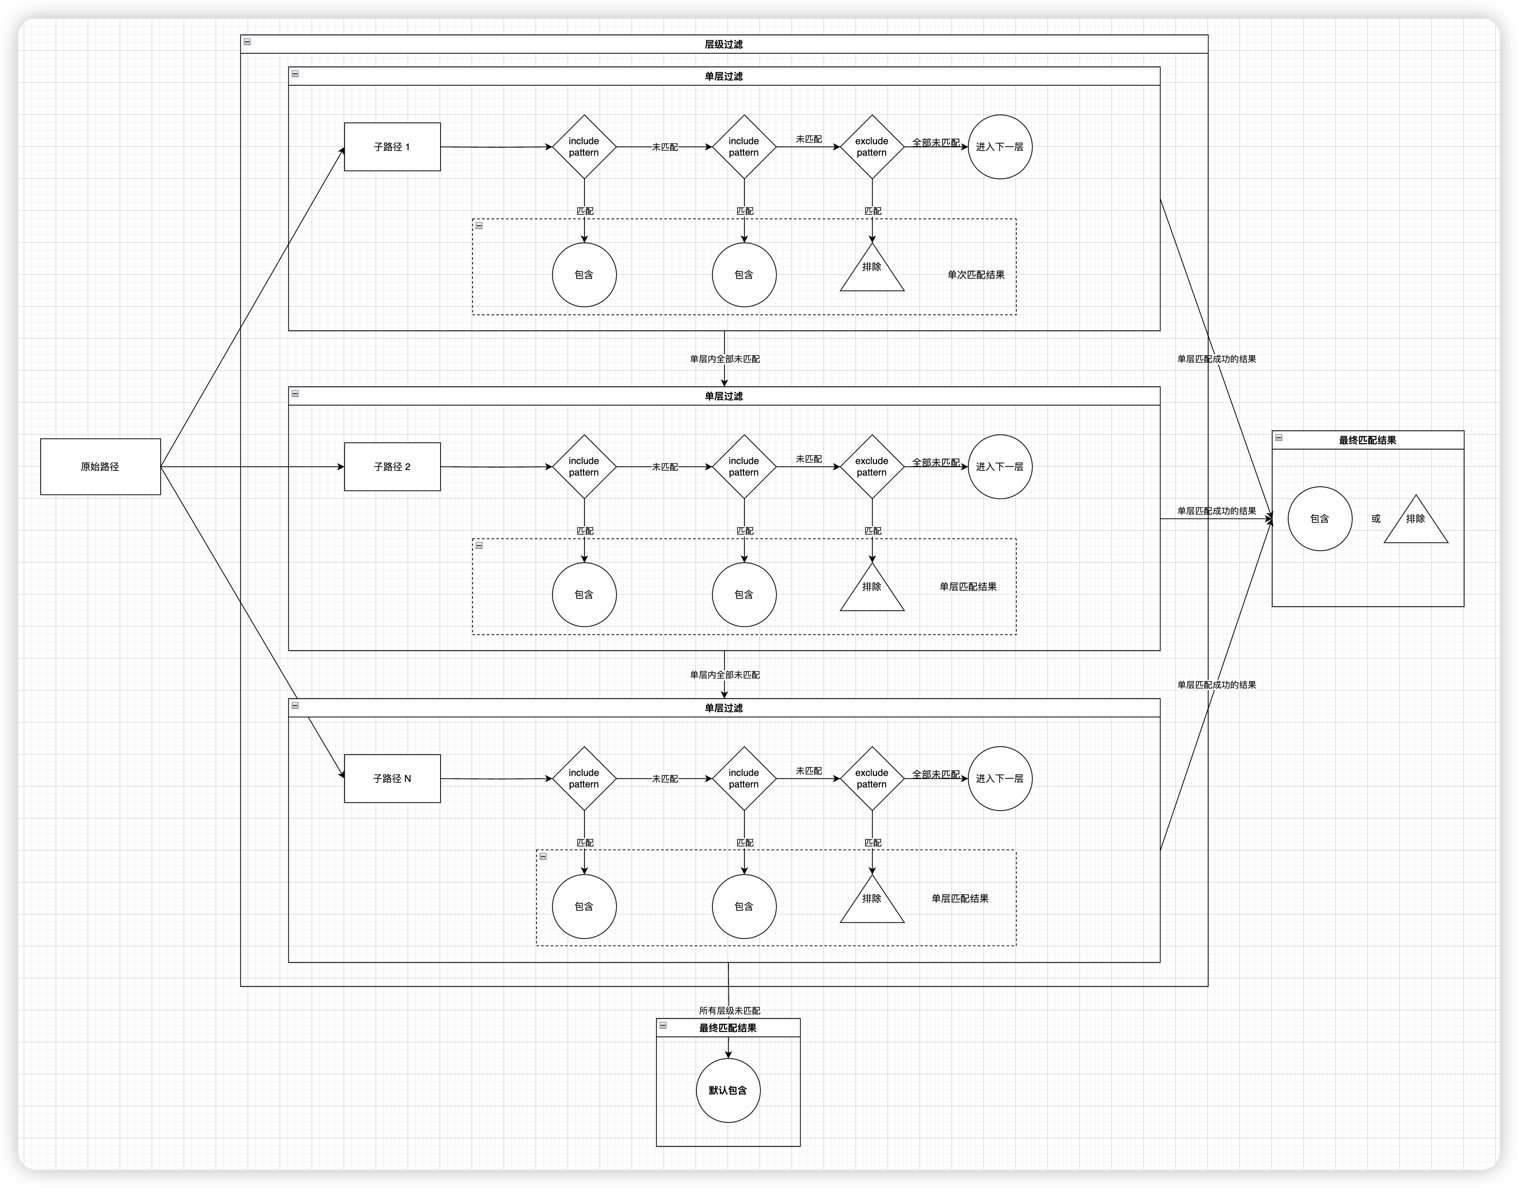 层级过滤
单层过滤
子路径 1
include
pattern
未匹配
include
pattern
未匹配
exclude
pattern
全部未匹配
进入下一层
匹配
匹配
匹配
包含
包含
排除
单次匹配结果
单层内全部未匹配
单层匹配成功的结果
单层过滤
原始路径
子路径 2
include
pattern
未匹配
include
pattern
未匹配
exclude
pattern
全部未匹配
进入下一层
匹配
匹配
匹配
包含
包含
排除
单层匹配结果
单层匹配成功的结果
最终匹配结果
包含
或
排除
单层内全部未匹配
单层匹配成功的结果
单层过滤
子路径 N
include
pattern
未匹配
include
pattern
未匹配
exclude
pattern
全部未匹配
进入下一层
匹配
匹配
匹配
包含
包含
排除
单层匹配结果
所有层级未匹配
最终匹配结果
默认包含